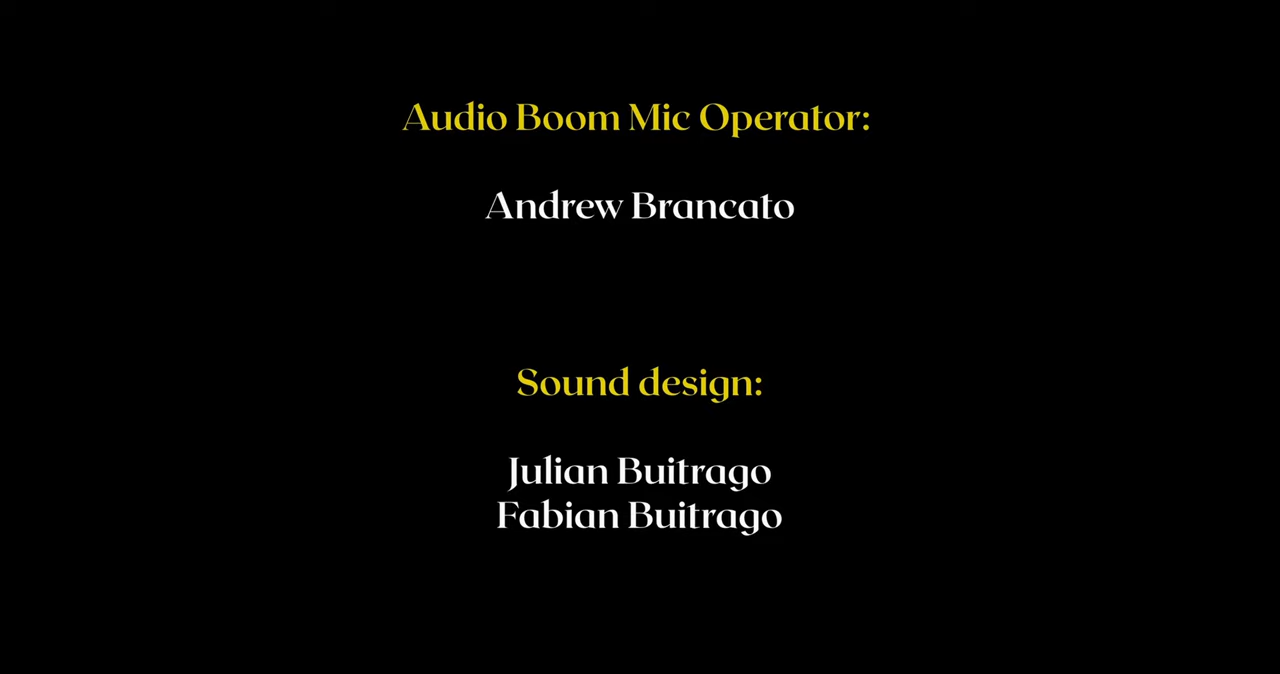 Audio Boom Mic Operator:
Andrew Brancato
Sound design:
Julian Buitrago
Fabian Buitrago